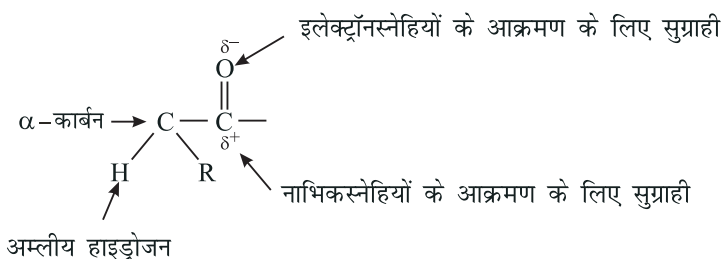 इलेक्ट्रॉनस्नेहियों के आक्रमण के लिए सुग्राही
δ−
O
α-कार्बन
C — C —
δ+
H R
नाभिकस्नेहियों के आक्रमण के लिए सुग्राही
अम्लीय हाइड्रोजन